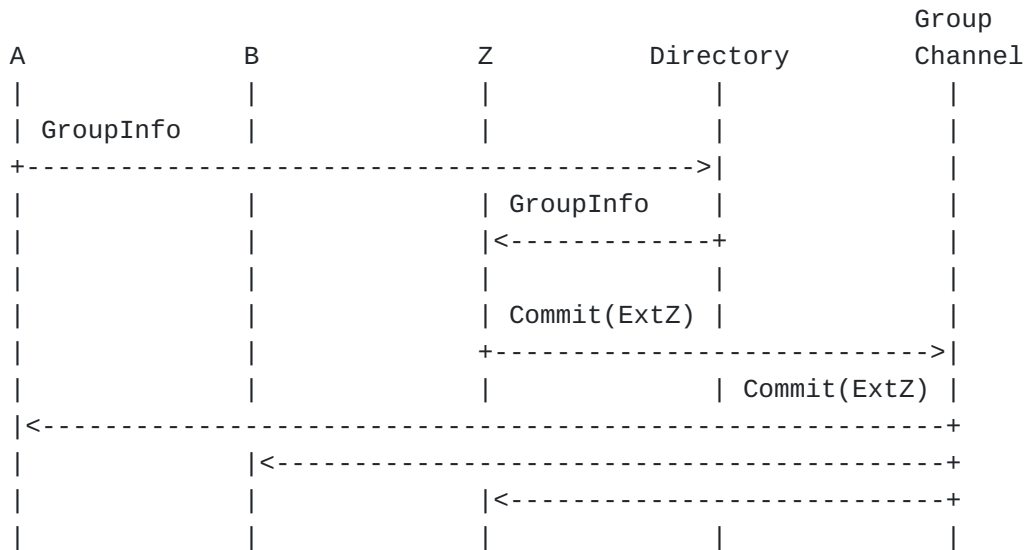 Group
A B Z Directory Channel
| | | | |
| GroupInfo | | | |
+------------------------------------------->| |
| | | GroupInfo | |
| | |<-------------+ |
| | | | |
| | | Commit(ExtZ) | |
| | +---------------------------->|
| | | | Commit(ExtZ) |
|<----------------------------------------------------------+
| |<-------------------------------------------+
| | |<----------------------------+
| | | | |